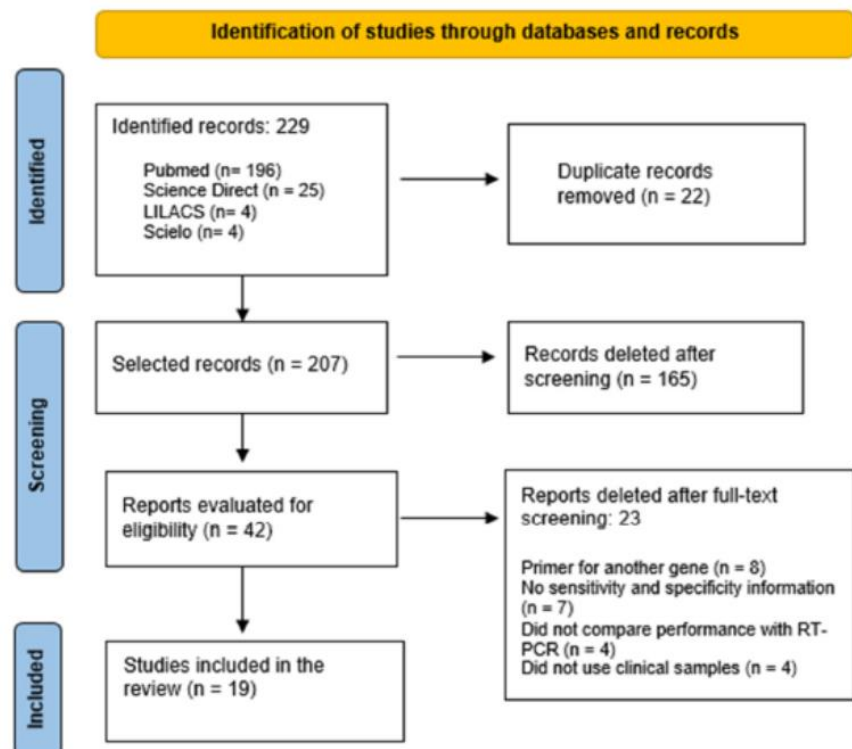 Identification of studies through databases and records
Identified
Identified records: 229
Pubmed (n= 196)
Science Direct (n = 25)
LILACS (n= 4)
Scielo (n= 4)
Duplicate records
removed (n = 22)
Screening
Selected records (n = 207)
Records deleted after
screening (n = 165)
Reports evaluated for
eligibility (n = 42)
Reports deleted after full-text
screening: 23
Primer for another gene (n = 8)
No sensitivity and specificity information
(n = 7)
Did not compare performance with RT-
PCR (n = 4)
Did not use clinical samples (n = 4)
Included
Studies included in the
review (n = 19)